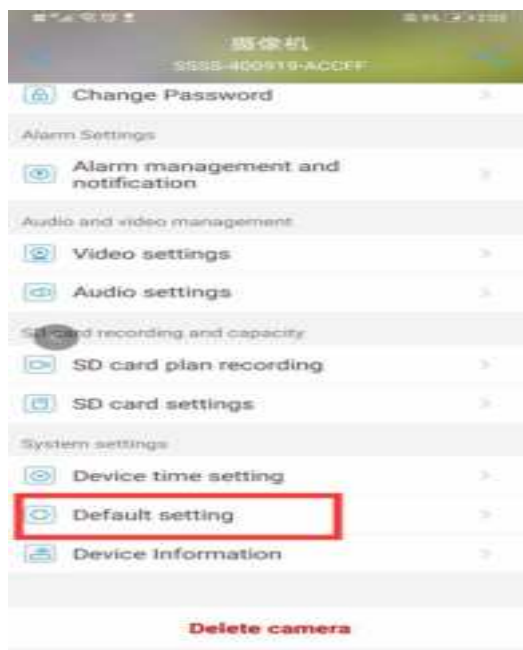 摄像机
SSSS-400919-ACCFF
Change Password
Alarm Settings
Alarm management and
notification
Audio and video management
Video settings
Audio settings
SD card recording and capacity
SD card plan recording
SD card settings
System settings
Device time setting
Default setting
Device Information
Delete camera